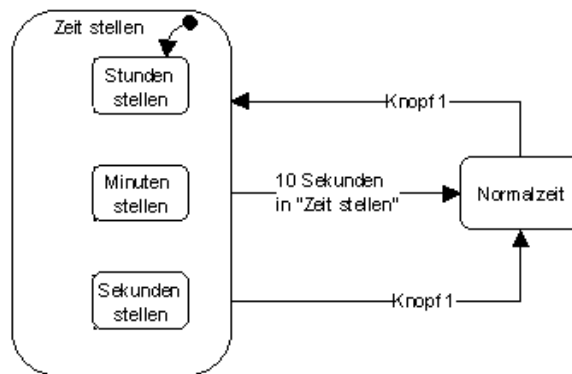 Zeit stellen
Stunden
stellen
Knopf 1
Minuten
stellen
10 Sekunden
in "Zeit stellen"
Normalzeit
Sekunden
stellen
Knopf 1